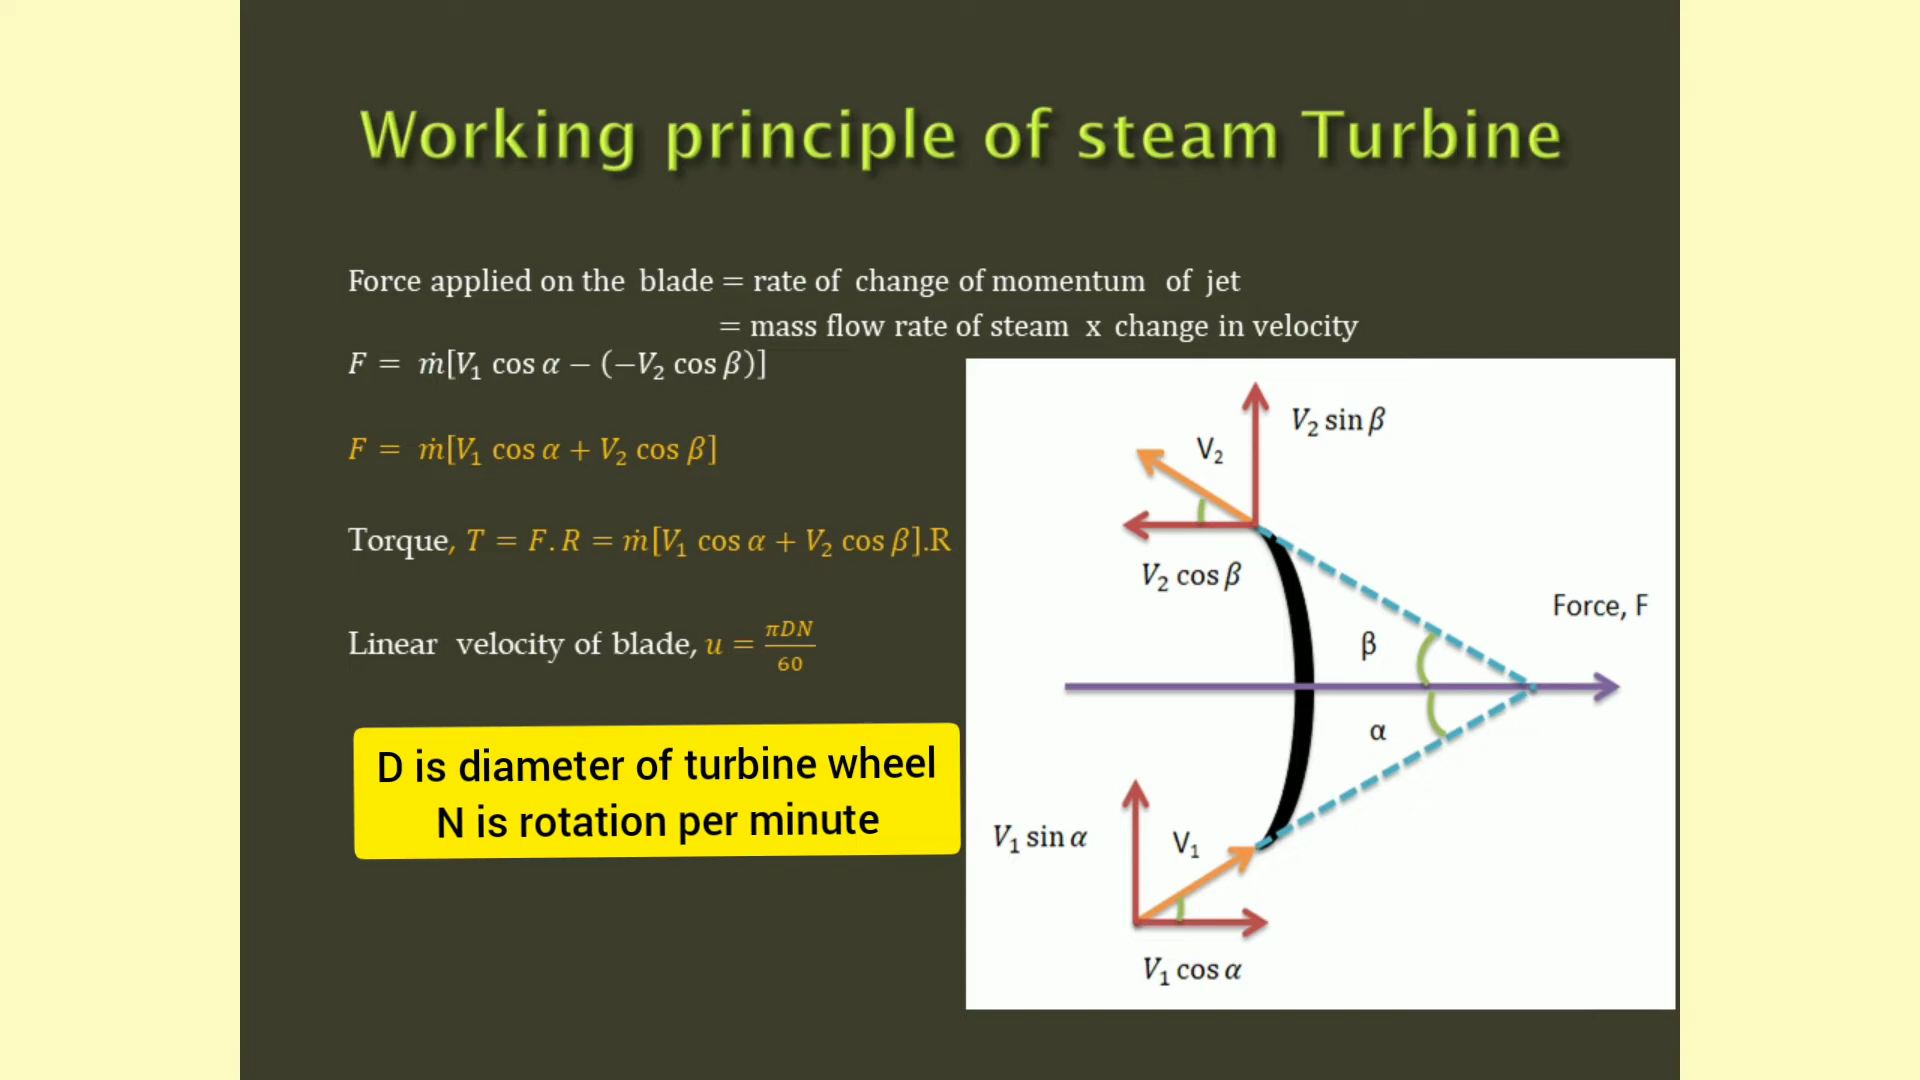 Working principle of steam Turbine
Force applied on the blade = rate of change of momentum of jet
= mass flow rate of steam x change in velocity
F = ṁ[V₁ cos α − (−V₂ cos β)]
F = ṁ[V₁ cos α + V₂ cos β]
Torque, T = F.R = ṁ[V₁ cos α + V₂ cos β].R
Linear velocity of blade, u = πDN/60
D is diameter of turbine wheel
N is rotation per minute
V₂ sin β
V₂
V₂ cos β
Force, F
β
α
V₁ sin α
V₁
V₁ cos α